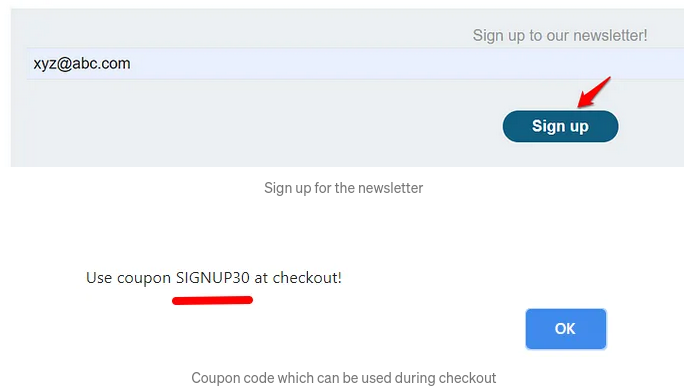 Sign up to our newsletter!
xyz@abc.com
Sign up
Sign up for the newsletter
Use coupon SIGNUP30 at checkout!
OK
Coupon code which can be used during checkout